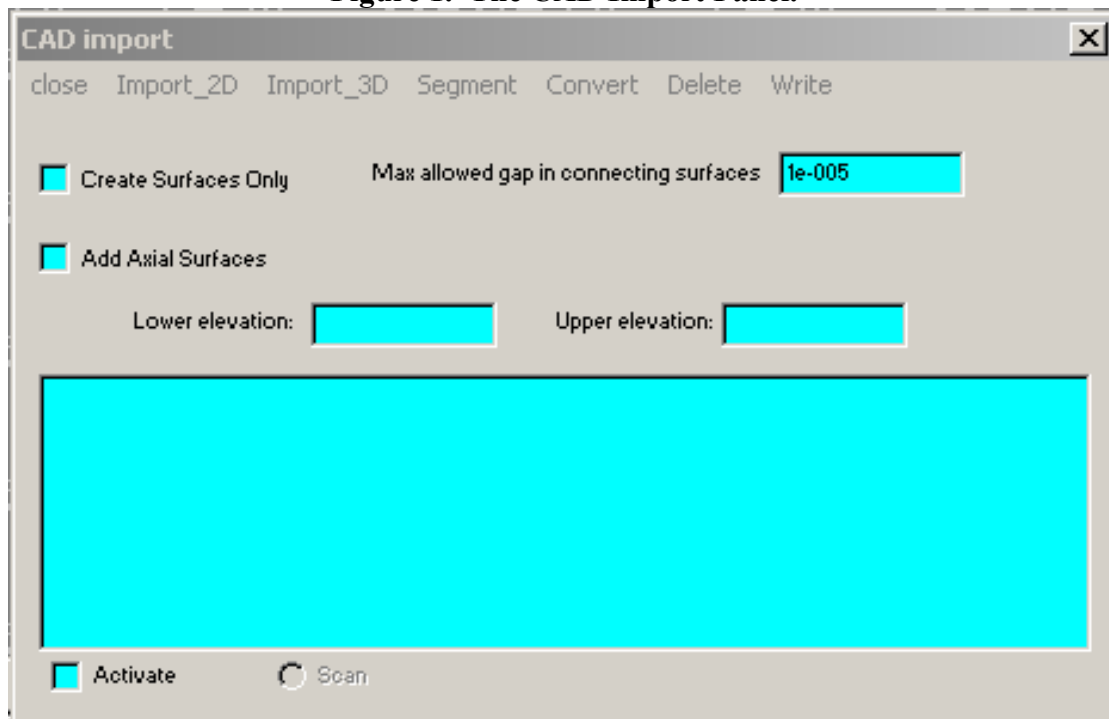 Figure 1. The CAD Import Panel.
CAD import
close Import_2D Import_3D Segment Convert Delete Write
Create Surfaces Only Max allowed gap in connecting surfaces 1e-005
Add Axial Surfaces
Lower elevation: Upper elevation:
Activate Scan